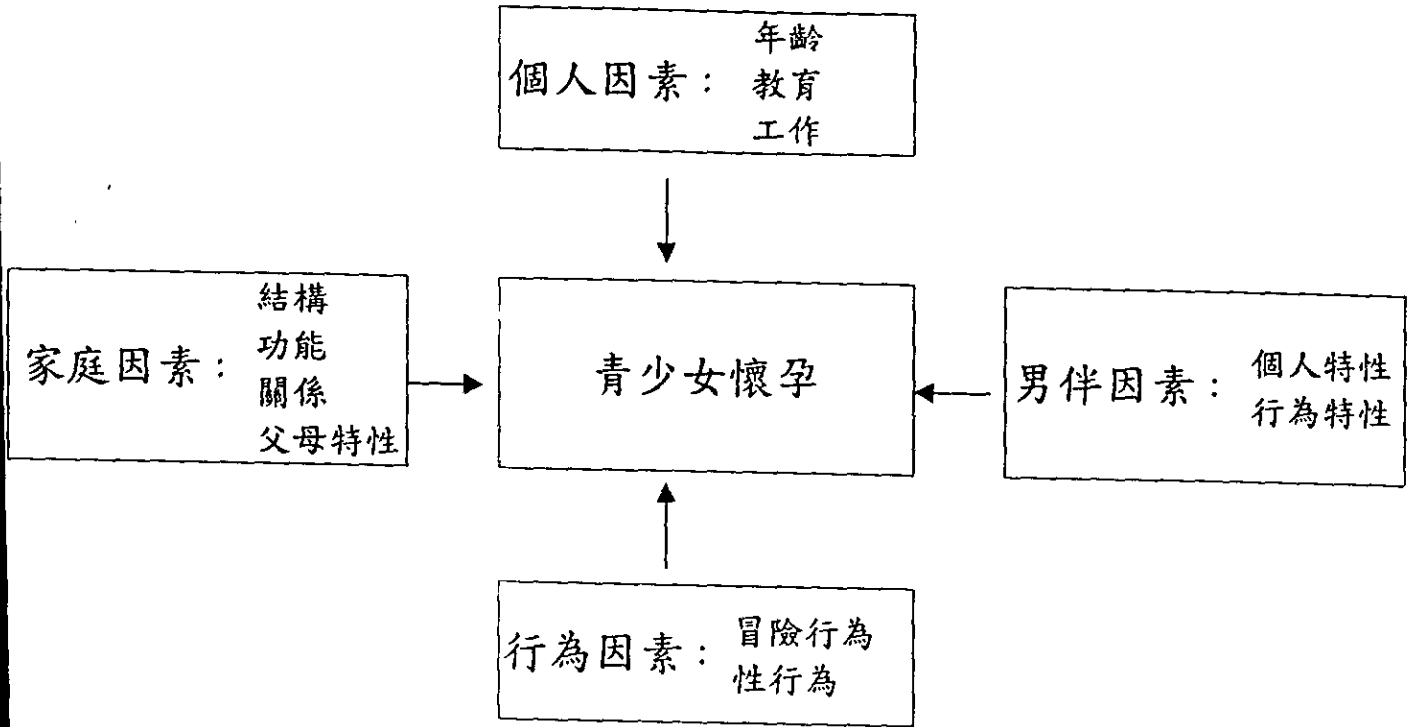 個人因素：
年齡
教育
工作
家庭因素：
結構
功能
關係
父母特性
青少女懷孕
男伴因素：
個人特性
行為特性
行為因素：
冒險行為
性行為